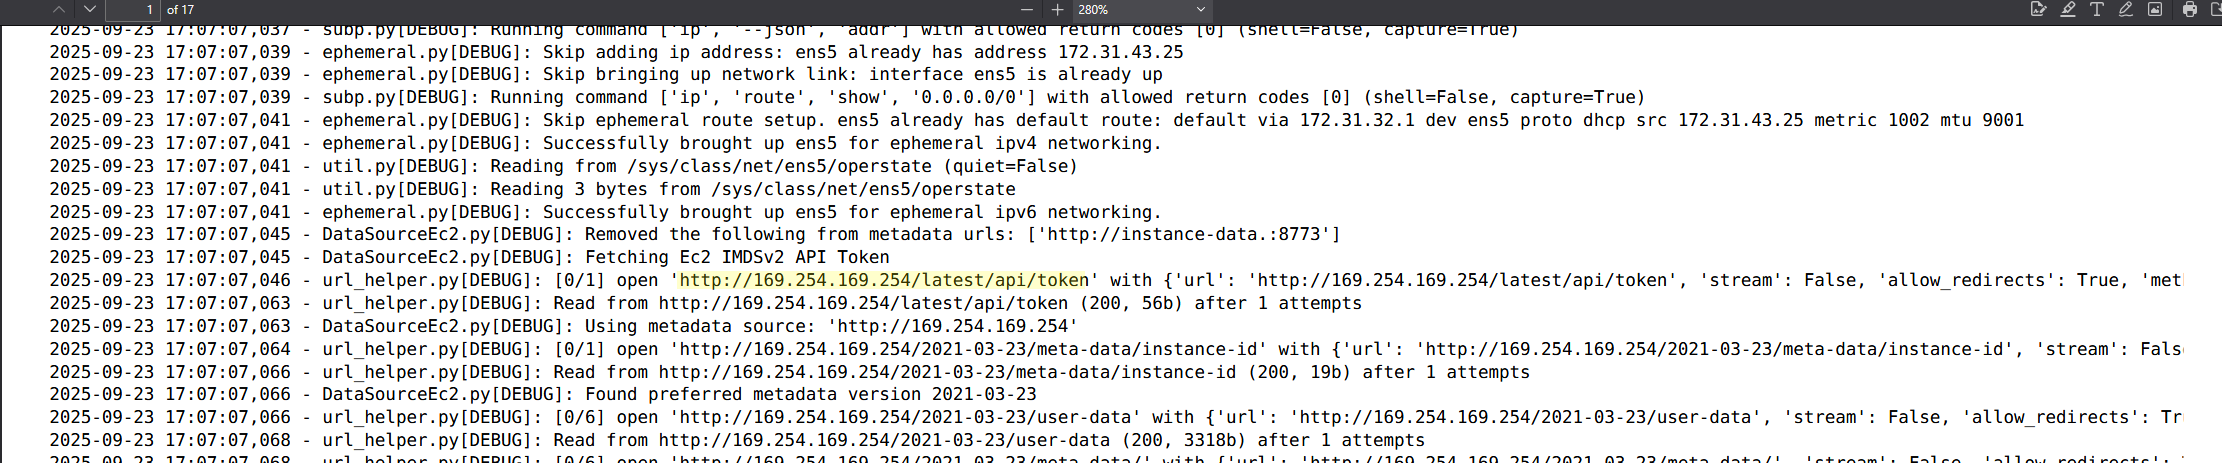 1 of 17 280%
2025-09-23 17:07:07,037 - subp.py[DEBUG]: Running command ['ip', '--json', 'addr'] with allowed return codes [0] (shell=False, capture=True)
2025-09-23 17:07:07,039 - ephemeral.py[DEBUG]: Skip adding ip address: ens5 already has address 172.31.43.25
2025-09-23 17:07:07,039 - ephemeral.py[DEBUG]: Skip bringing up network link: interface ens5 is already up
2025-09-23 17:07:07,039 - subp.py[DEBUG]: Running command ['ip', 'route', 'show', '0.0.0.0/0'] with allowed return codes [0] (shell=False, capture=True)
2025-09-23 17:07:07,041 - ephemeral.py[DEBUG]: Skip ephemeral route setup. ens5 already has default route: default via 172.31.32.1 dev ens5 proto dhcp src 172.31.43.25 metric 1002 mtu 9001
2025-09-23 17:07:07,041 - ephemeral.py[DEBUG]: Successfully brought up ens5 for ephemeral ipv4 networking.
2025-09-23 17:07:07,041 - util.py[DEBUG]: Reading from /sys/class/net/ens5/operstate (quiet=False)
2025-09-23 17:07:07,041 - util.py[DEBUG]: Reading 3 bytes from /sys/class/net/ens5/operstate
2025-09-23 17:07:07,041 - ephemeral.py[DEBUG]: Successfully brought up ens5 for ephemeral ipv6 networking.
2025-09-23 17:07:07,045 - DataSourceEc2.py[DEBUG]: Removed the following from metadata urls: ['http://instance-data.:8773']
2025-09-23 17:07:07,045 - DataSourceEc2.py[DEBUG]: Fetching Ec2 IMDSv2 API Token
2025-09-23 17:07:07,046 - url_helper.py[DEBUG]: [0/1] open 'http://169.254.169.254/latest/api/token' with {'url': 'http://169.254.169.254/latest/api/token', 'stream': False, 'allow_redirects': True, 'met
2025-09-23 17:07:07,063 - url_helper.py[DEBUG]: Read from http://169.254.169.254/latest/api/token (200, 56b) after 1 attempts
2025-09-23 17:07:07,063 - DataSourceEc2.py[DEBUG]: Using metadata source: 'http://169.254.169.254'
2025-09-23 17:07:07,064 - url_helper.py[DEBUG]: [0/1] open 'http://169.254.169.254/2021-03-23/meta-data/instance-id' with {'url': 'http://169.254.169.254/2021-03-23/meta-data/instance-id', 'stream': Fals
2025-09-23 17:07:07,066 - url_helper.py[DEBUG]: Read from http://169.254.169.254/2021-03-23/meta-data/instance-id (200, 19b) after 1 attempts
2025-09-23 17:07:07,066 - DataSourceEc2.py[DEBUG]: Found preferred metadata version 2021-03-23
2025-09-23 17:07:07,066 - url_helper.py[DEBUG]: [0/6] open 'http://169.254.169.254/2021-03-23/user-data' with {'url': 'http://169.254.169.254/2021-03-23/user-data', 'stream': False, 'allow_redirects': Tr
2025-09-23 17:07:07,068 - url_helper.py[DEBUG]: Read from http://169.254.169.254/2021-03-23/user-data (200, 3318b) after 1 attempts
2025-09-23 17:07:07,068 - url_helper.py[DEBUG]: [0/6] open 'http://169.254.169.254/2021-03-23/meta-data/' with {'url': 'http://169.254.169.254/2021-03-23/meta-data/', 'stream': False, 'allow_redirects':